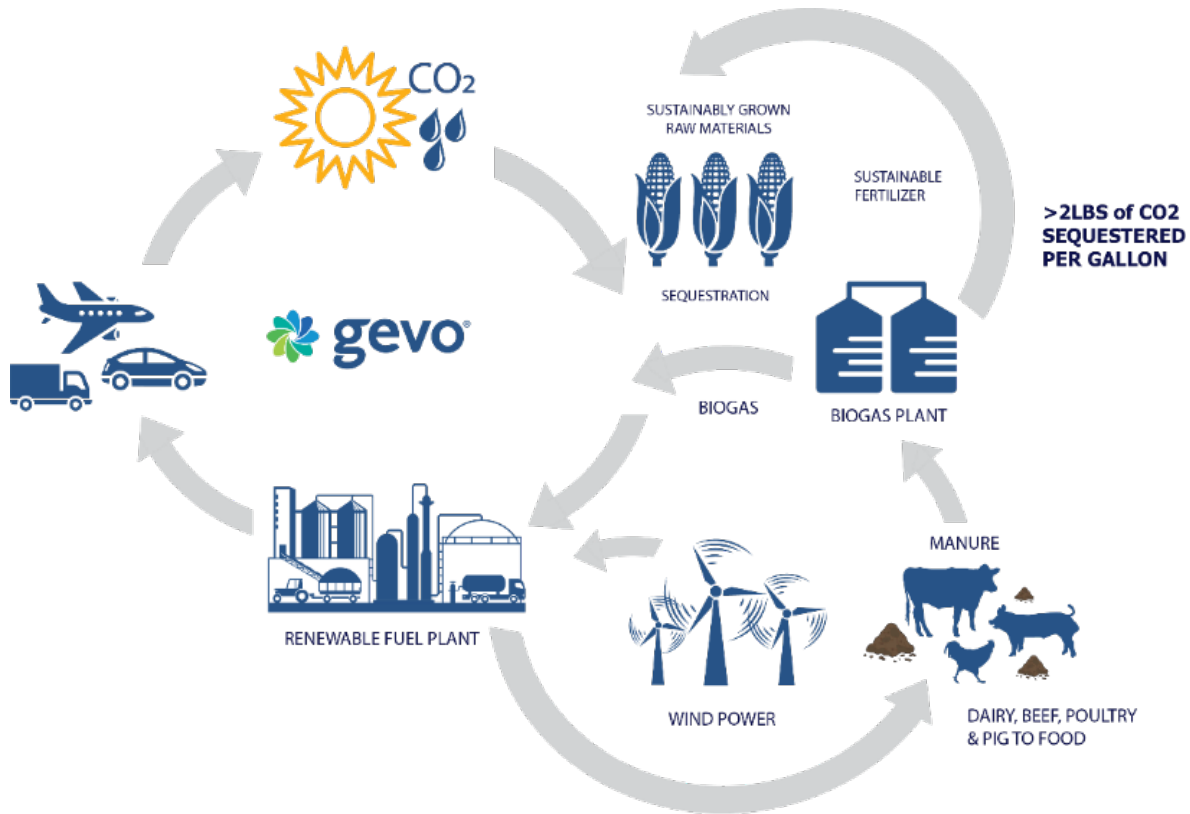 CO₂
SUSTAINABLY GROWN
RAW MATERIALS
SUSTAINABLE
FERTILIZER
>2LBS of CO2
SEQUESTERED
PER GALLON
SEQUESTRATION
gevo®
BIOGAS
BIOGAS PLANT
MANURE
RENEWABLE FUEL PLANT
WIND POWER
DAIRY, BEEF, POULTRY
& PIG TO FOOD